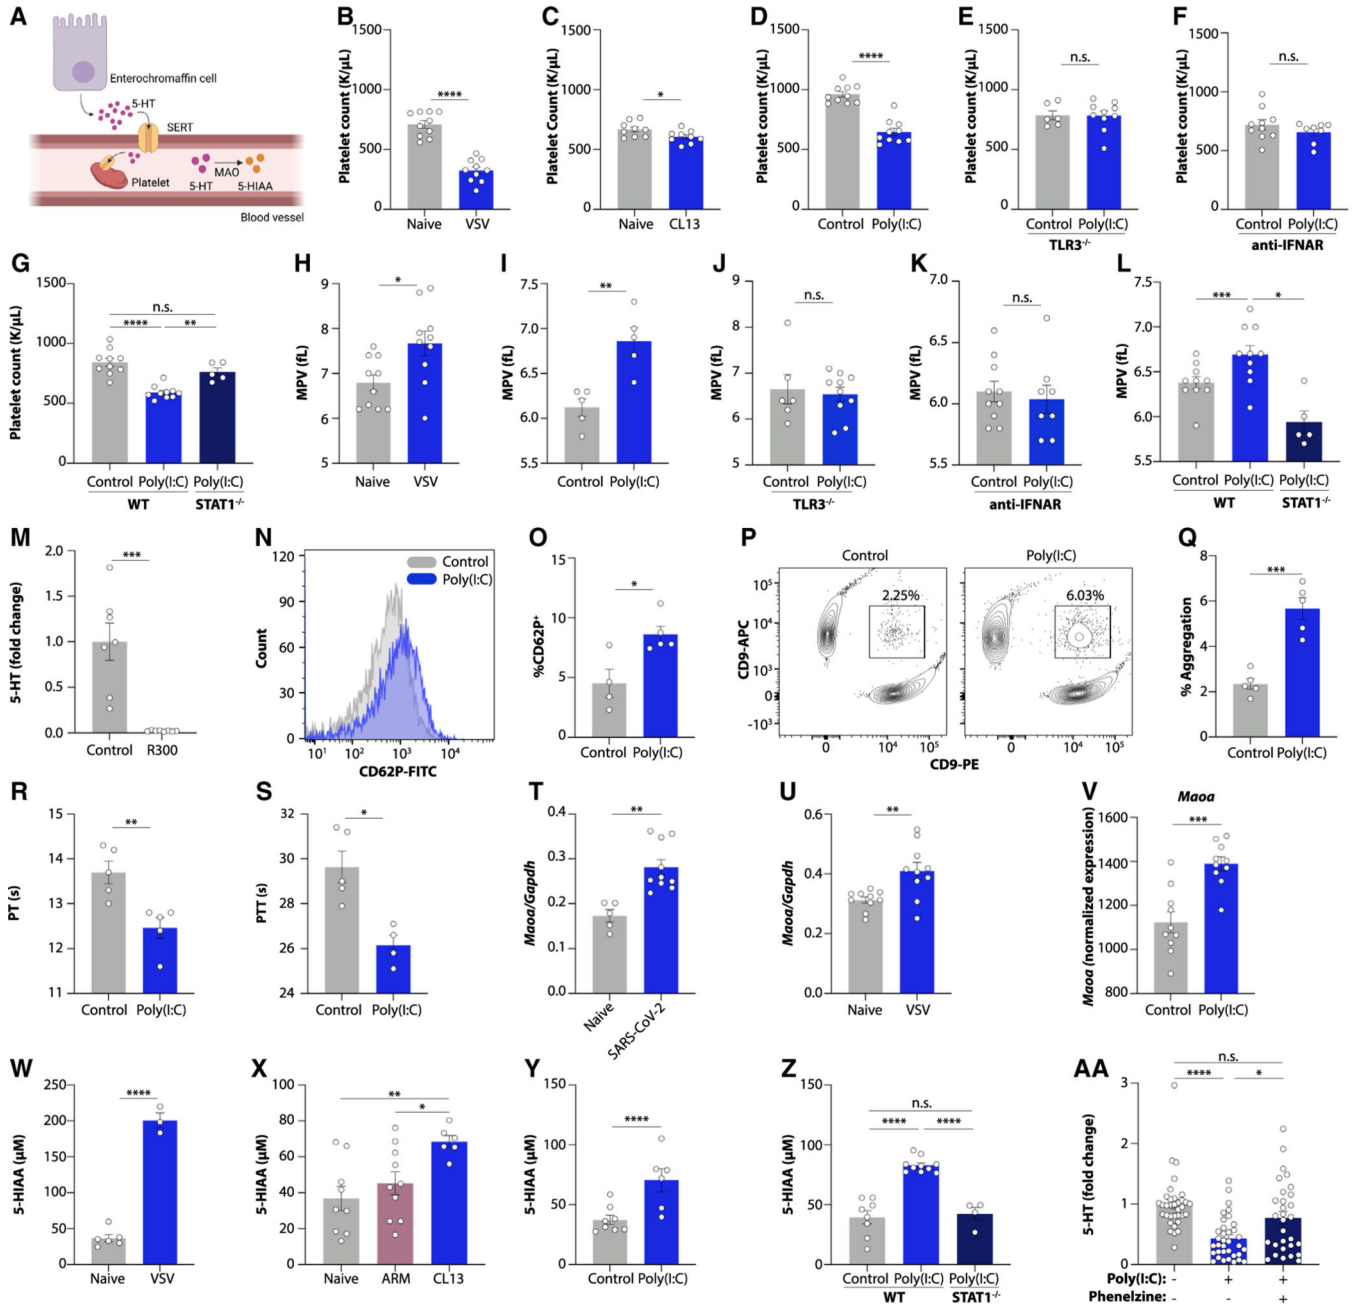 A
Enterochromaffin cell
5-HT
SERT
Platelet
5-HT
MAO
5-HIAA
Blood vessel
B
Platelet count (K/µL)
1500
1000
500
0
****
Naive VSV
C
Platelet Count (K/µL)
1500
1000
500
0
*
Naive CL13
D
Platelet count (K/µL)
1500
1000
500
0
****
Control Poly(I:C)
E
Platelet count (K/µL)
1500
1000
500
0
n.s.
Control Poly(I:C)
TLR3-/-
F
Platelet count (K/µL)
1500
1000
500
0
n.s.
Control Poly(I:C)
anti-IFNAR
G
Platelet count (K/µL)
1500
1000
500
0
n.s.
**** **
Control Poly(I:C) Poly(I:C)
WT STAT1-/-
H
MPV (fL)
9
8
7
6
5
*
Naive VSV
I
MPV (fL)
7.5
7.0
6.5
6.0
5.5
**
Control Poly(I:C)
J
MPV (fL)
9
8
7
6
5
n.s.
Control Poly(I:C)
TLR3-/-
K
MPV (fL)
7.0
6.5
6.0
5.5
n.s.
Control Poly(I:C)
anti-IFNAR
L
MPV (fL)
7.5
7.0
6.5
6.0
5.5
*** *
Control Poly(I:C) Poly(I:C)
WT STAT1-/-
M
5-HT (fold change)
2.0
1.5
1.0
0.5
0.0
***
Control R300
N
Count
120
90
60
30
0
Control
Poly(I:C)
10¹ 10² 10³ 10⁴
CD62P-FITC
O
%CD62P+
15
10
5
0
*
Control Poly(I:C)
P
Control Poly(I:C)
CD9-APC
10⁵
10⁴
10³
0
-10³
2.25% 6.03%
0 10⁴ 10⁵ 0 10⁴ 10⁵
CD9-PE
Q
% Aggregation
8
6
4
2
0
***
Control Poly(I:C)
R
PT (s)
15
14
13
12
11
**
Control Poly(I:C)
S
PTT (s)
32
30
28
26
24
*
Control Poly(I:C)
T
Maoa/Gapdh
0.4
0.3
0.2
0.1
0.0
**
Naive SARS-CoV-2
U
Maoa/Gapdh
0.6
0.4
0.2
0.0
**
Naive VSV
V
Maoa
Maoa (normalized expression)
1600
1400
1200
1000
800
***
Control Poly(I:C)
W
5-HIAA (µM)
250
200
150
100
50
0
****
Naive VSV
X
5-HIAA (µM)
100
80
60
40
20
0
**
*
Naive ARM CL13
Y
5-HIAA (µM)
150
100
50
0
****
Control Poly(I:C)
Z
5-HIAA (µM)
150
100
50
0
n.s.
**** ****
Control Poly(I:C) Poly(I:C)
WT STAT1-/-
AA
5-HT (fold change)
3
2
1
0
n.s.
**** *
Poly(I:C): - + +
Phenelzine: - - +